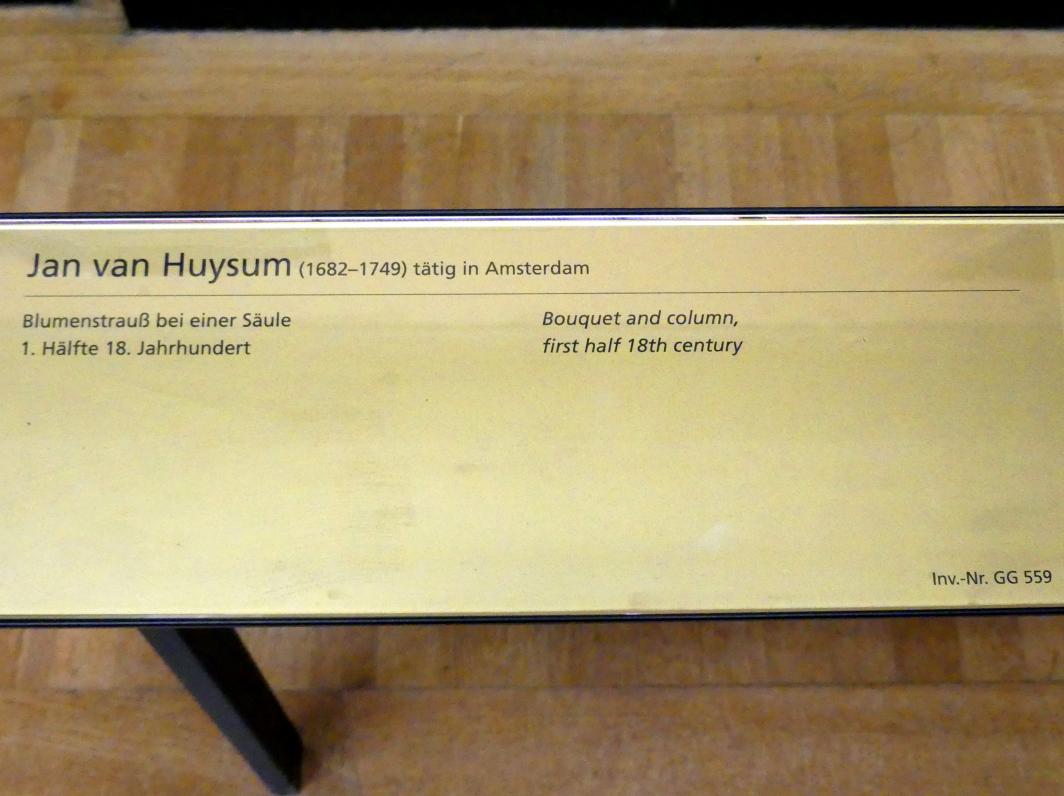 Jan van Huysum (1682–1749) tätig in Amsterdam
Blumenstrauß bei einer Säule
1. Hälfte 18. Jahrhundert
Bouquet and column,
first half 18th century
Inv.-Nr. GG 559